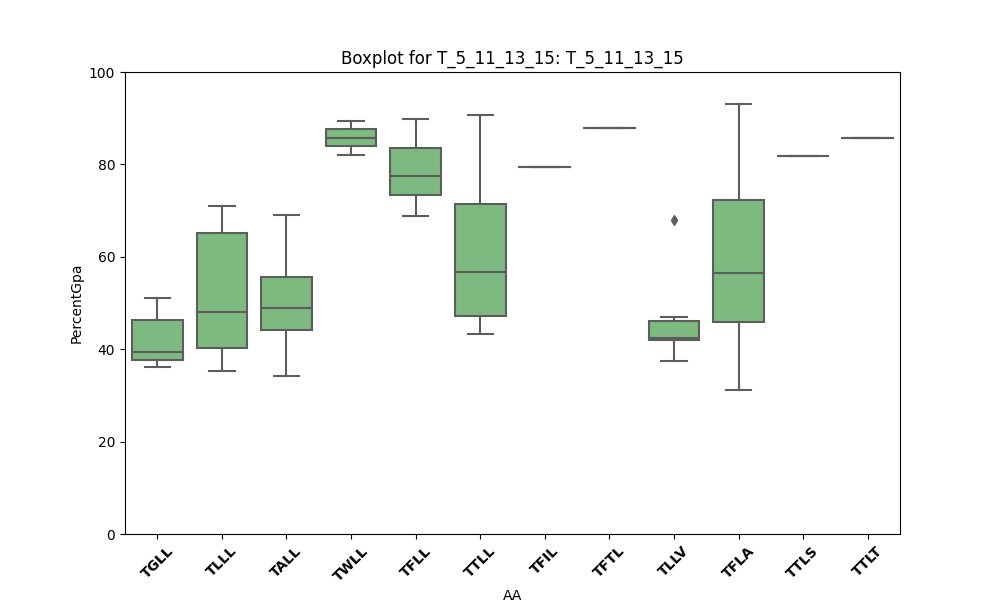 Boxplot for T_5_11_13_15: T_5_11_13_15
100
80
60
40
20
0
PercentGpa
TGLL
TLLL
TALL
TWLL
TFLL
TTLL
TFIL
TFTL
TLLV
TFLA
TTLS
TTLT
AA